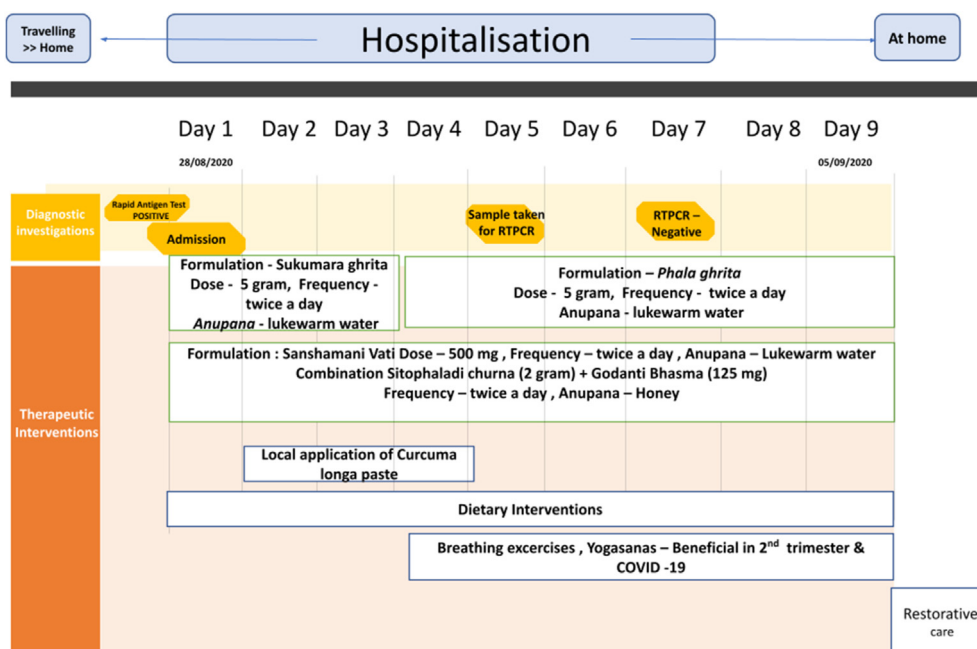 Travelling
>> Home
Hospitalisation
At home
Day 1
Day 2
Day 3
Day 4
Day 5
Day 6
Day 7
Day 8
Day 9
28/08/2020
05/09/2020
Diagnostic
investigations
Rapid Antigen Test
POSITIVE
Admission
Sample taken
for RTPCR
RTPCR –
Negative
Therapeutic
Interventions
Formulation - Sukumara ghrita
Dose - 5 gram, Frequency -
twice a day
Anupana - lukewarm water
Formulation – Phala ghrita
Dose - 5 gram, Frequency - twice a day
Anupana - lukewarm water
Formulation : Sanshamani Vati Dose – 500 mg , Frequency – twice a day , Anupana – Lukewarm water
Combination Sitophaladi churna (2 gram) + Godanti Bhasma (125 mg)
Frequency – twice a day , Anupana – Honey
Local application of Curcuma
longa paste
Dietary Interventions
Breathing excercises , Yogasanas – Beneficial in 2nd trimester &
COVID -19
Restorative
care